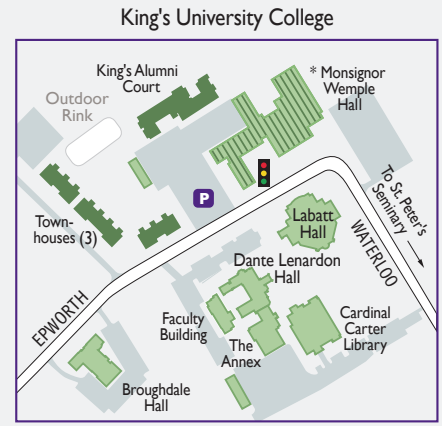 King's University College
King's Alumni
Court
* Monsignor
Wemple
Hall
Outdoor
Rink
To St. Peter's
Seminary
P
Town-
houses (3)
Labatt
Hall
WATERLOO
Dante Lenardon
Hall
EPWORTH
Faculty
Building
The
Annex
Cardinal
Carter
Library
Broughdale
Hall